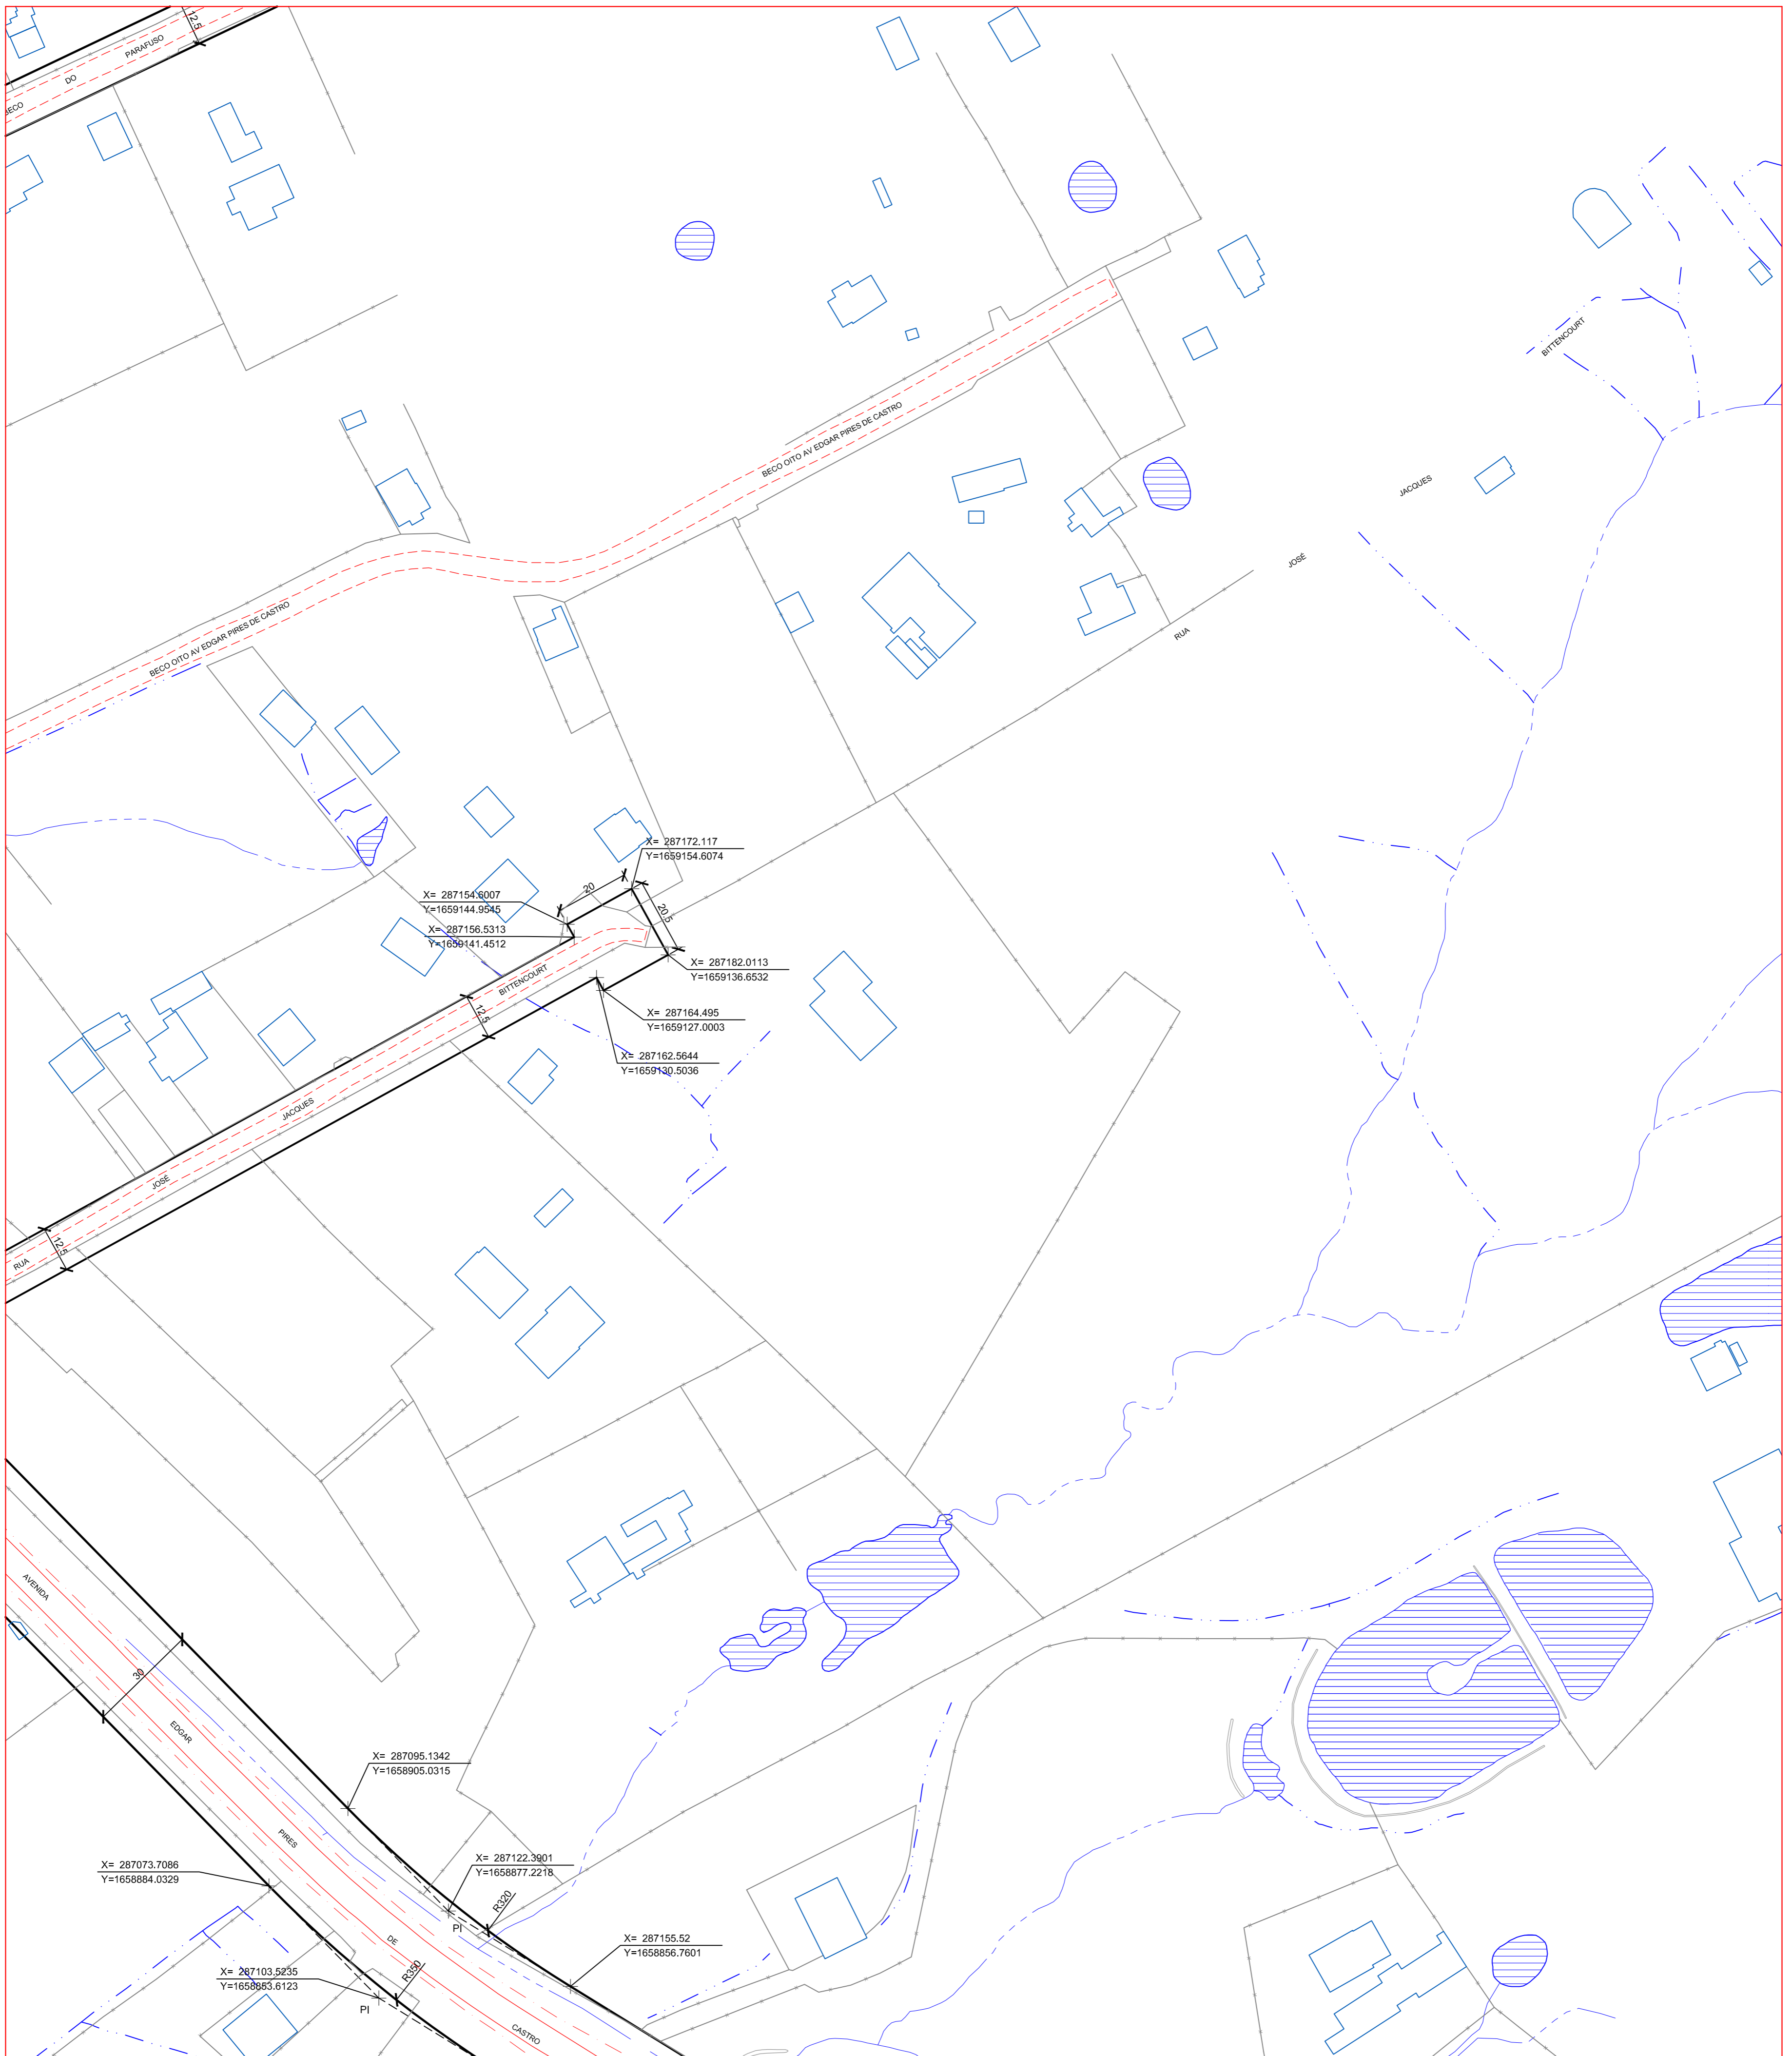 12.5
PARAFUSO
DO
BECO
BITTENCOURT
BECO OITO AV EDGAR PIRES DE CASTRO
JACQUES
JOSÉ
RUA
BECO OITO AV EDGAR PIRES DE CASTRO
X= 287172.117
Y=1659154.6074
20
20.5
X= 287154.6007
Y=1659144.9545
X= 287156.5313
Y=1659141.4512
X= 287182.0113
Y=1659136.6532
BITTENCOURT
12.5
X= 287164.495
Y=1659127.0003
X= 287162.5644
Y=1659130.5036
JACQUES
JOSÉ
12.5
RUA
AVENIDA
30
EDGAR
X= 287095.1342
Y=1658905.0315
PIRES
X= 287073.7086
Y=1658884.0329
X= 287122.3901
Y=1658877.2218
R320
PI
DE
X= 287155.52
Y=1658856.7601
X= 287103.5235
Y=1658853.6123
R350
PI
CASTRO